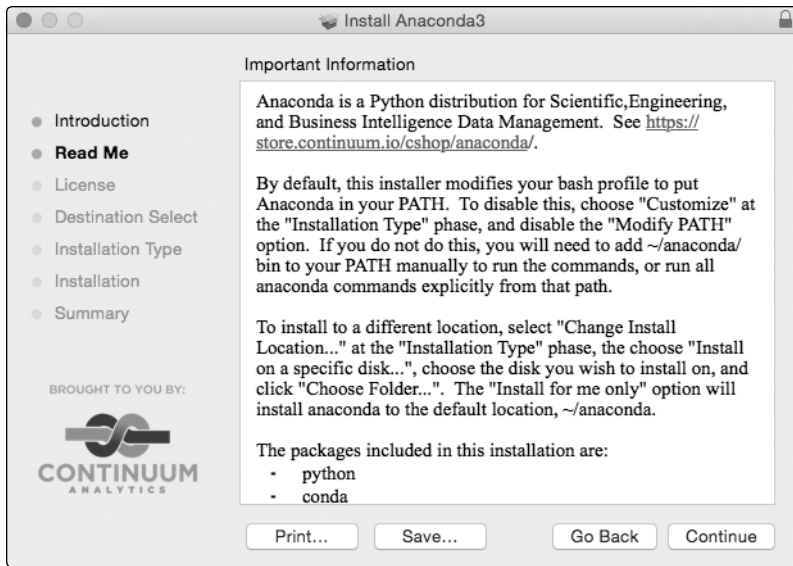 Install Anaconda3
Important Information
Introduction
Read Me
License
Destination Select
Installation Type
Installation
Summary
BROUGHT TO YOU BY:
CONTINUUM
ANALYTICS
Anaconda is a Python distribution for Scientific,Engineering,
and Business Intelligence Data Management.  See https://
store.continuum.io/cshop/anaconda/.
By default, this installer modifies your bash profile to put
Anaconda in your PATH.  To disable this, choose "Customize" at
the "Installation Type" phase, and disable the "Modify PATH"
option.  If you do not do this, you will need to add ~/anaconda/
bin to your PATH manually to run the commands, or run all
anaconda commands explicitly from that path.
To install to a different location, select "Change Install
Location..." at the "Installation Type" phase, the choose "Install
on a specific disk...", choose the disk you wish to install on, and
click "Choose Folder...".  The "Install for me only" option will
install anaconda to the default location, ~/anaconda.
The packages included in this installation are:
- python
- conda
Print...
Save...
Go Back
Continue